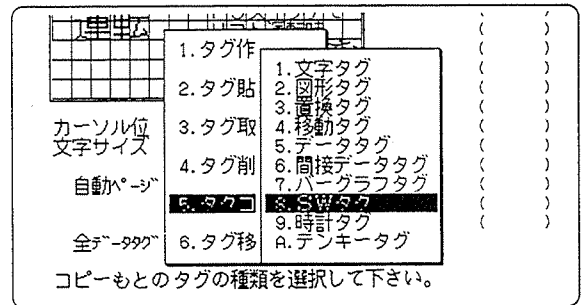 運転
1.タグ作
2.タグ貼
3.タグ取
4.タグ削
5.タグコ
6.タグ移
1.文字タグ
2.図形タグ
3.置換タグ
4.移動タグ
5.データタグ
6.間接データタグ
7.バーグラフタグ
8.SWタグ
9.時計タグ
A.テンキータグ
カーソル位
文字サイズ
自動ページ
全データタグ
コピーもとのタグの種類を選択して下さい。